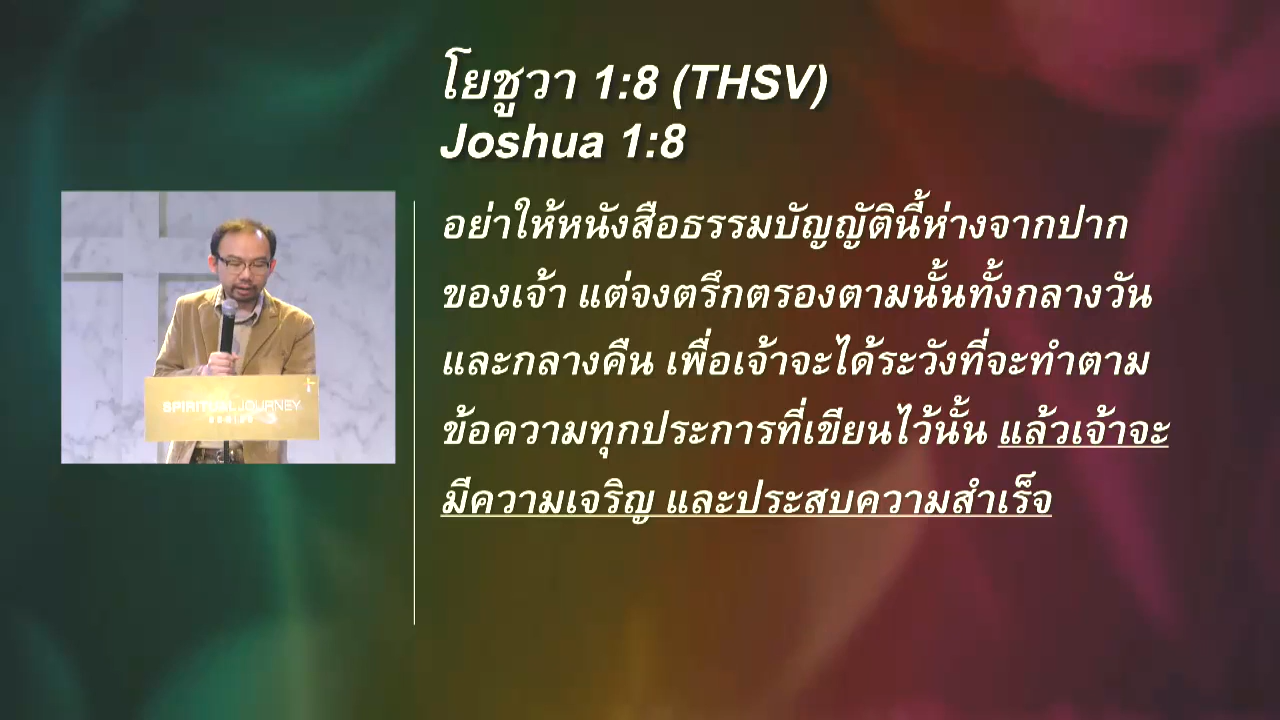 โยชูวา 1:8 (THSV)
Joshua 1:8
อย่าให้หนังสือธรรมบัญญัตินี้ห่างจากปาก
ของเจ้า แต่จงตรึกตรองตามนั้นทั้งกลางวัน
และกลางคืน เพื่อเจ้าจะได้ระวังที่จะทำตาม
ข้อความทุกประการที่เขียนไว้นั้น แล้วเจ้าจะ
มีความเจริญ และประสบความสำเร็จ
SPIRITUAL JOURNEY